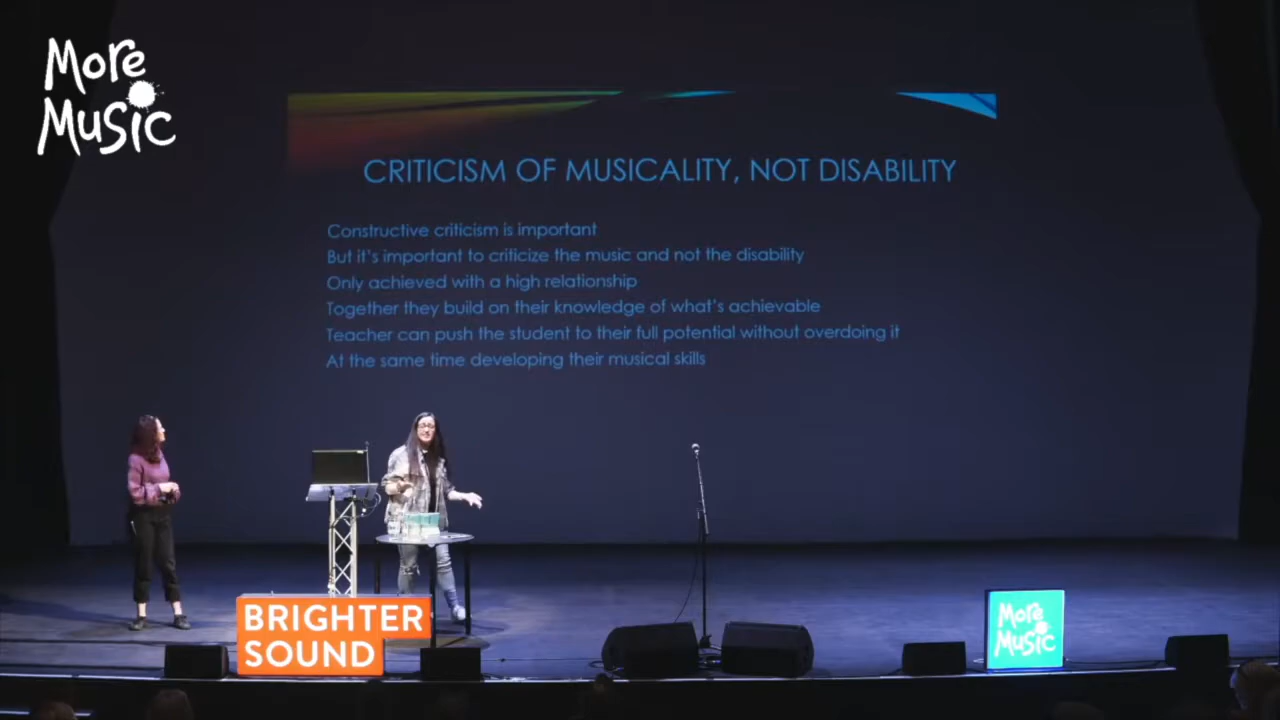 More
Music
CRITICISM OF MUSICALITY, NOT DISABILITY
Constructive criticism is important
But it's important to criticize the music and not the disability
Only achieved with a high relationship
Together they build on their knowledge of what's achievable
Teacher can push the student to their full potential without overdoing it
At the same time developing their musical skills
BRIGHTER
SOUND
More
Music